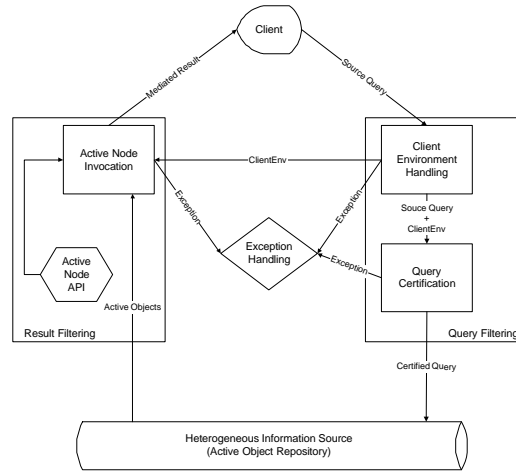 Client
Mediated Result
Source Query
Active Node
Invocation
Client
Environment
Handling
ClientEnv
Exception
Exception
Souce Query
+
ClientEnv
Exception
Handling
Exception
Query
Certification
Active
Node
API
Active Objects
Result Filtering
Query Filtering
Certified Query
Heterogeneous Information Source
(Active Object Repository)